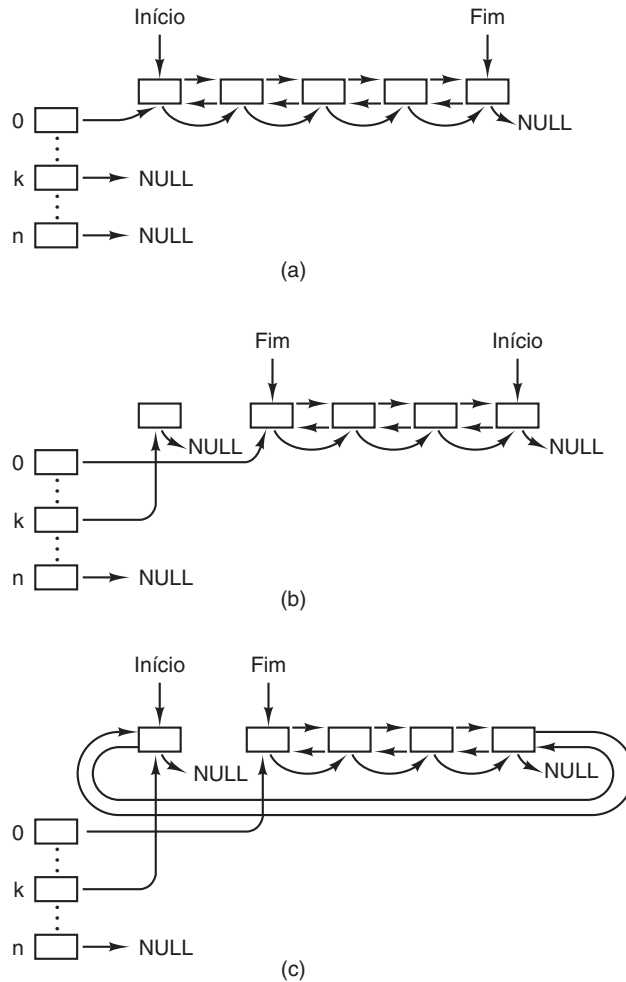 Início Fim
0
NULL
k NULL
n NULL
(a)
Fim Início
NULL NULL
0
k
n NULL
(b)
Início Fim
NULL NULL
0
k
n NULL
(c)